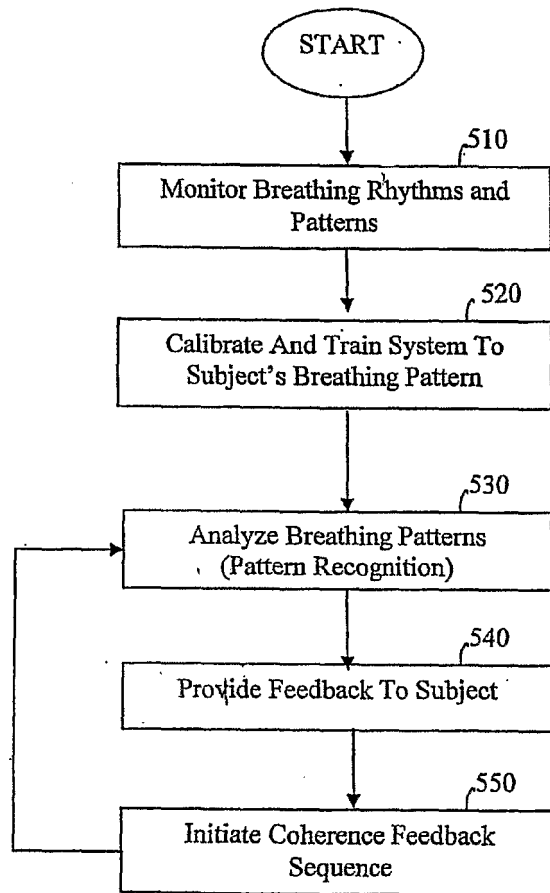 START
510
Monitor Breathing Rhythms and
Patterns
520
Calibrate And Train System To
Subject's Breathing Pattern
530
Analyze Breathing Patterns
(Pattern Recognition)
540
Provide Feedback To Subject
550
Initiate Coherence Feedback
Sequence